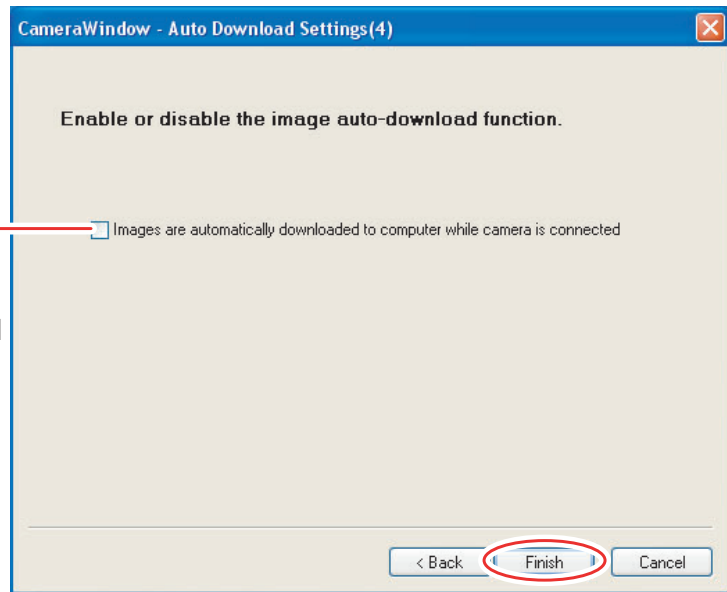 CameraWindow - Auto Download Settings(4)
Enable or disable the image auto-download function.
Images are automatically downloaded to computer while camera is connected
< Back
Finish
Cancel